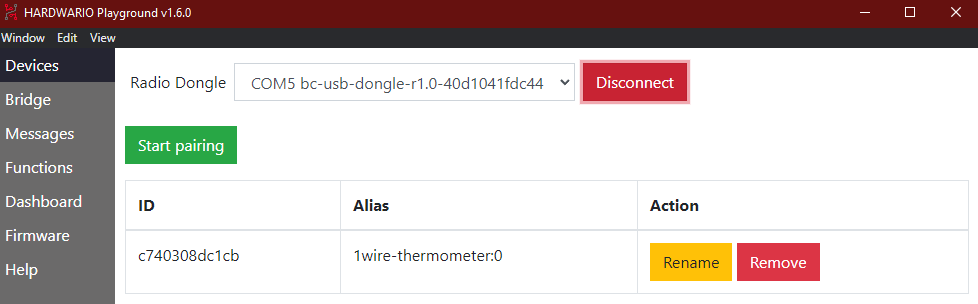 HARDWARIO Playground v1.6.0
Window Edit View
Devices
Bridge
Messages
Functions
Dashboard
Firmware
Help
Radio Dongle COM5 bc-usb-dongle-r1.0-40d1041fdc44 Disconnect
Start pairing
ID Alias Action
c740308dc1cb 1wire-thermometer:0 Rename Remove